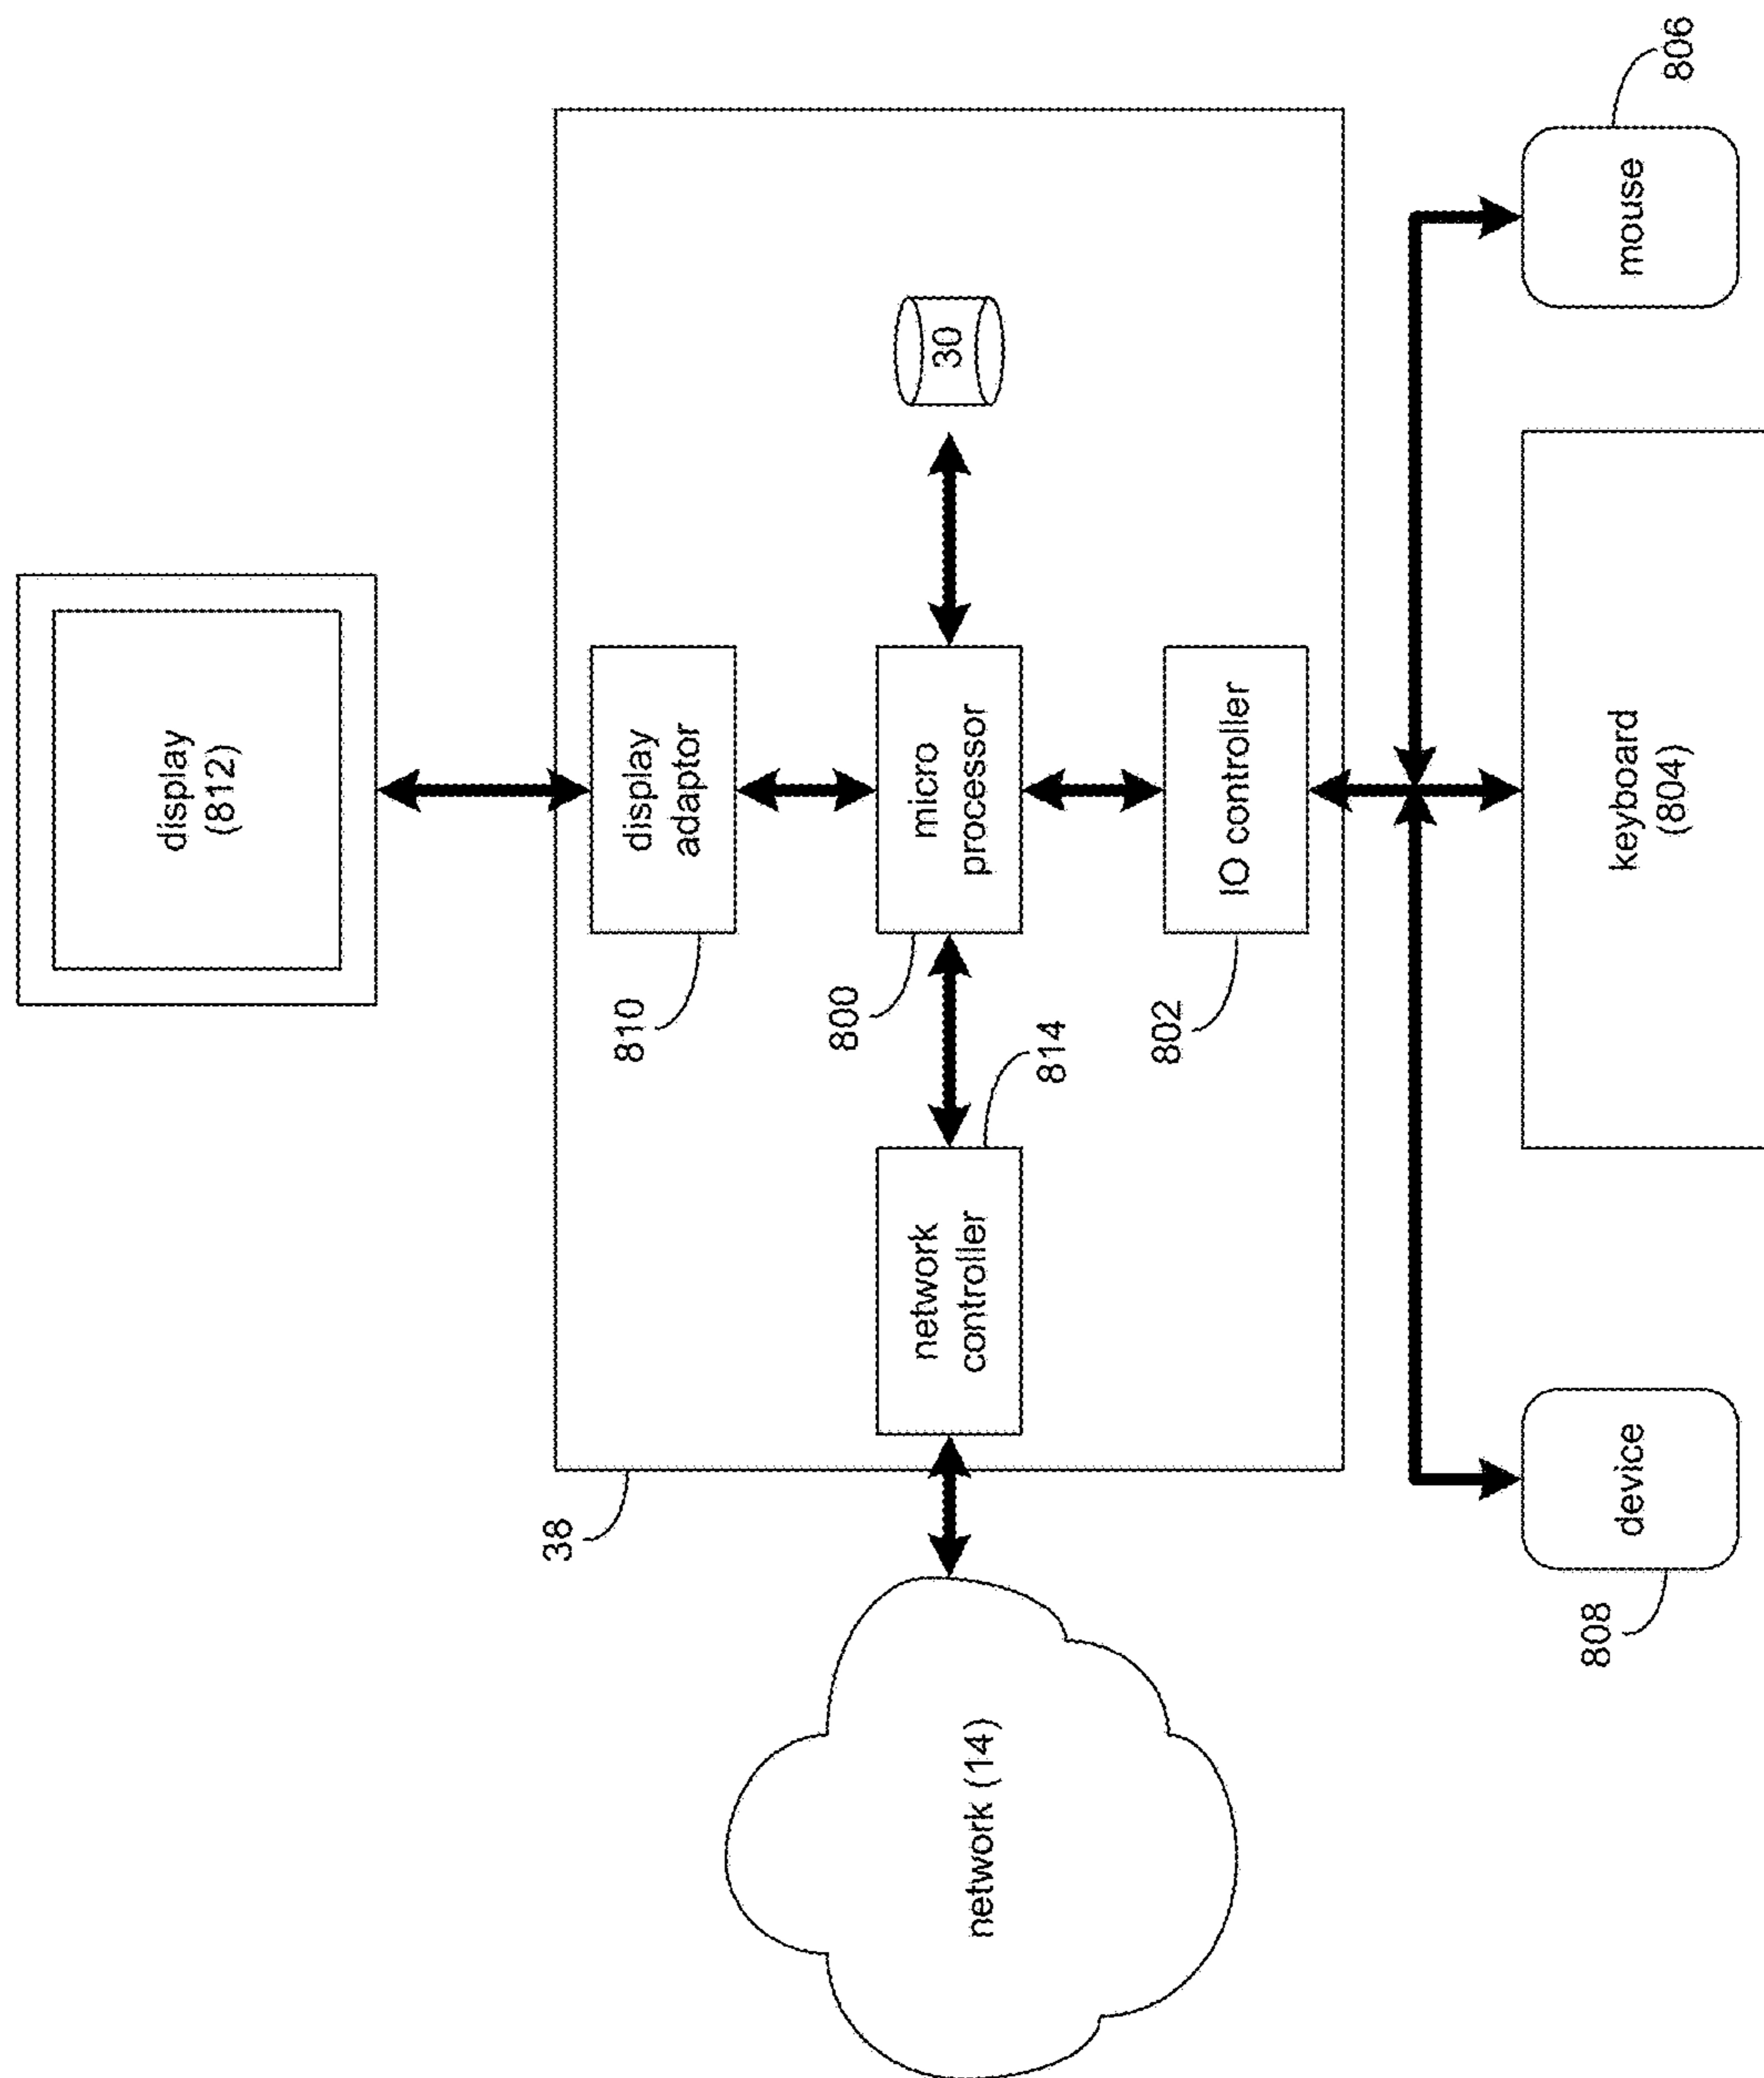 display
(812)
display
adaptor
810
micro
processor
800
30
network
controller
814
IO controller
802
38
network (14)
device
808
keyboard
(804)
mouse
806